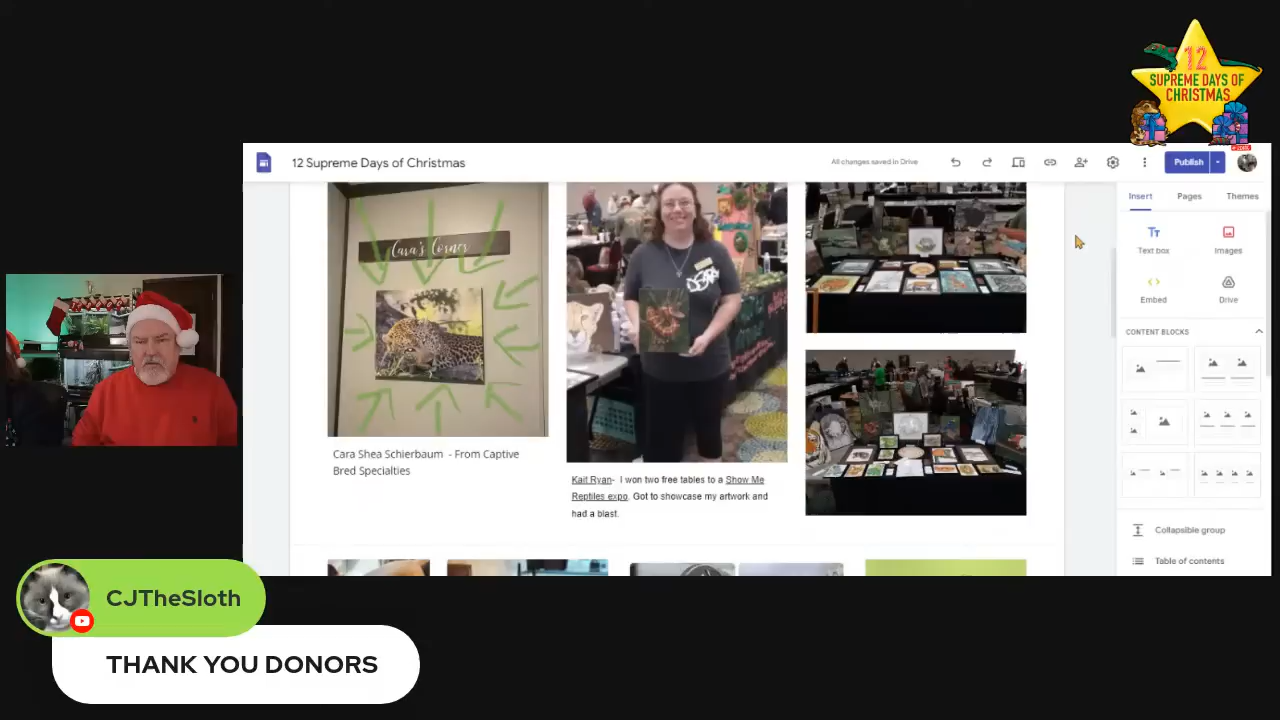 12
SUPREME DAYS OF
CHRISTMAS
12 Supreme Days of Christmas
All changes saved in Drive
Publish
Insert
Pages
Themes
Text box
Images
Embed
Drive
CONTENT BLOCKS
Collapsible group
Table of contents
Cara's Corner
Cara Shea Schierbaum - From Captive
Bred Specialties
Kait Ryan- I won two free tables to a Show Me
Reptiles expo. Got to showcase my artwork and
had a blast.
CJTheSloth
THANK YOU DONORS